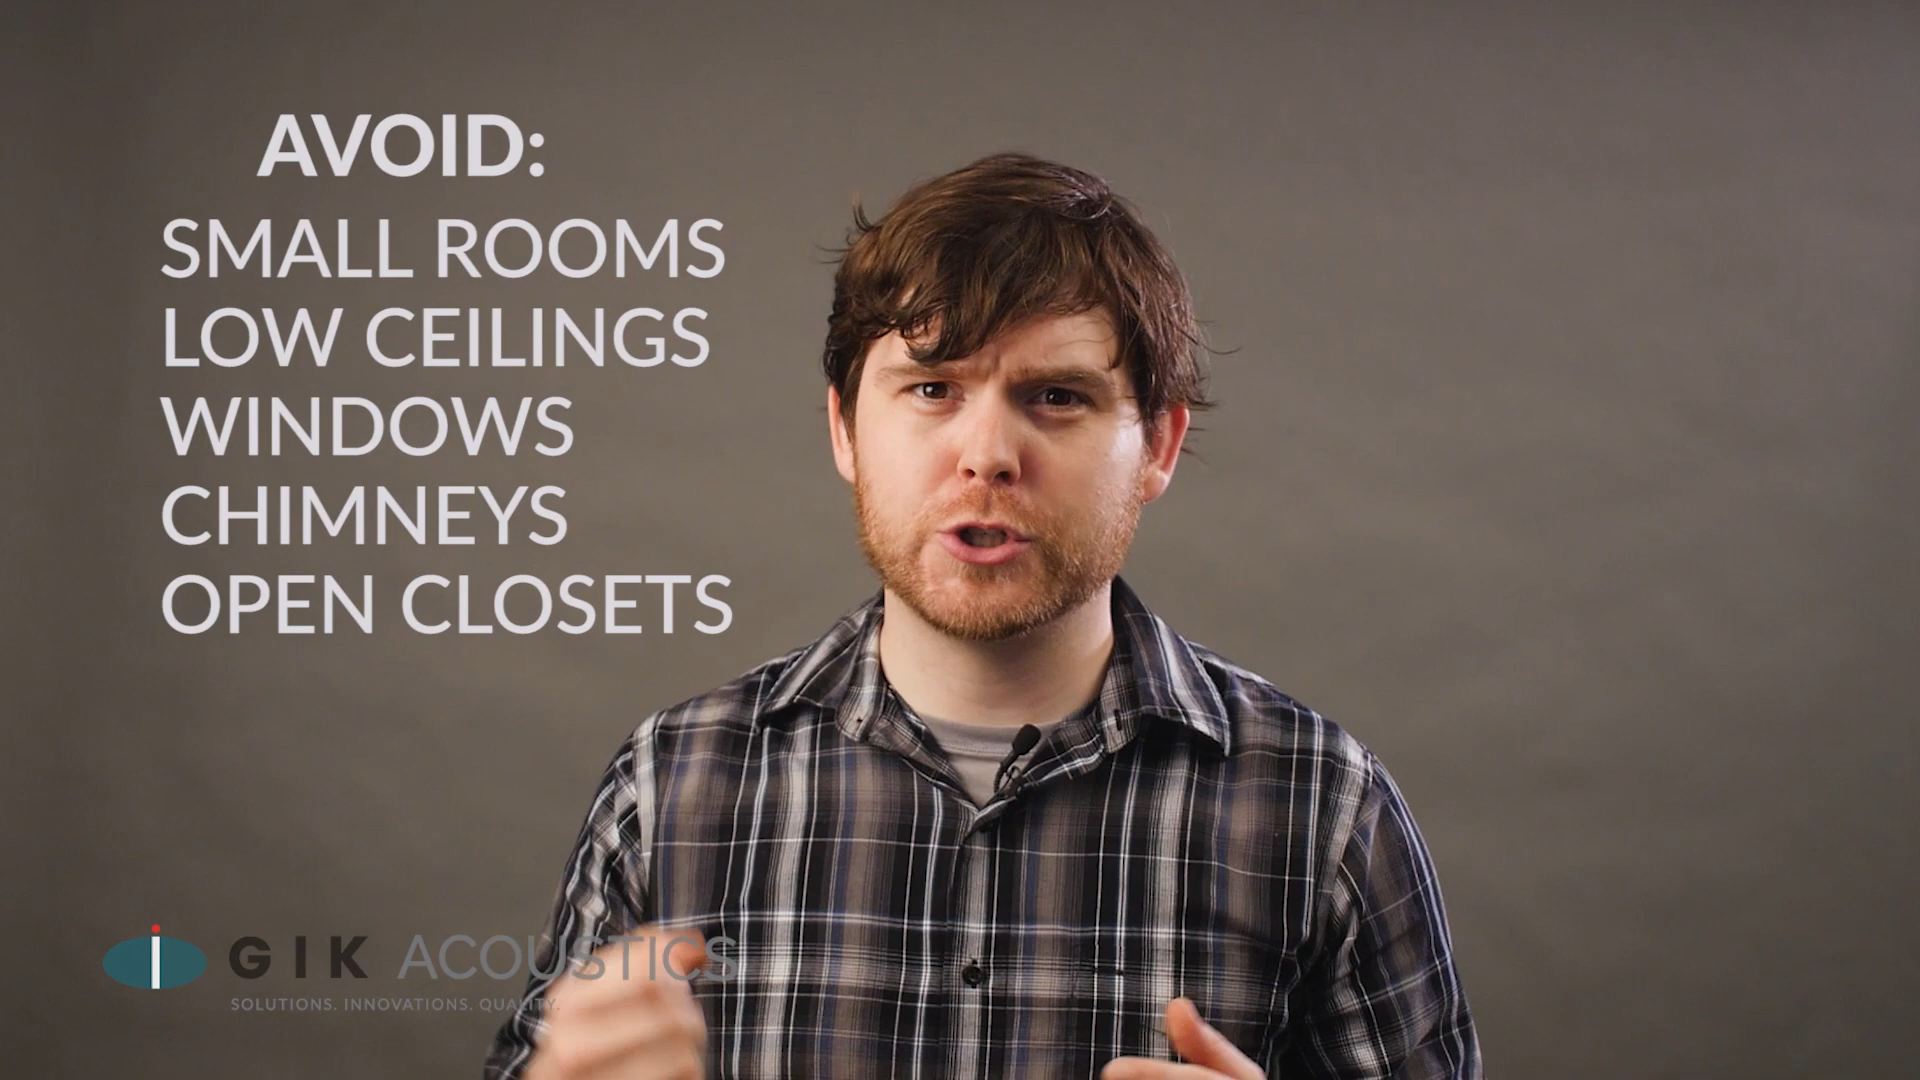 AVOID:
SMALL ROOMS
LOW CEILINGS
WINDOWS
CHIMNEYS
OPEN CLOSETS
GIK ACOUSTICS
SOLUTIONS. INNOVATIONS. QUALITY.